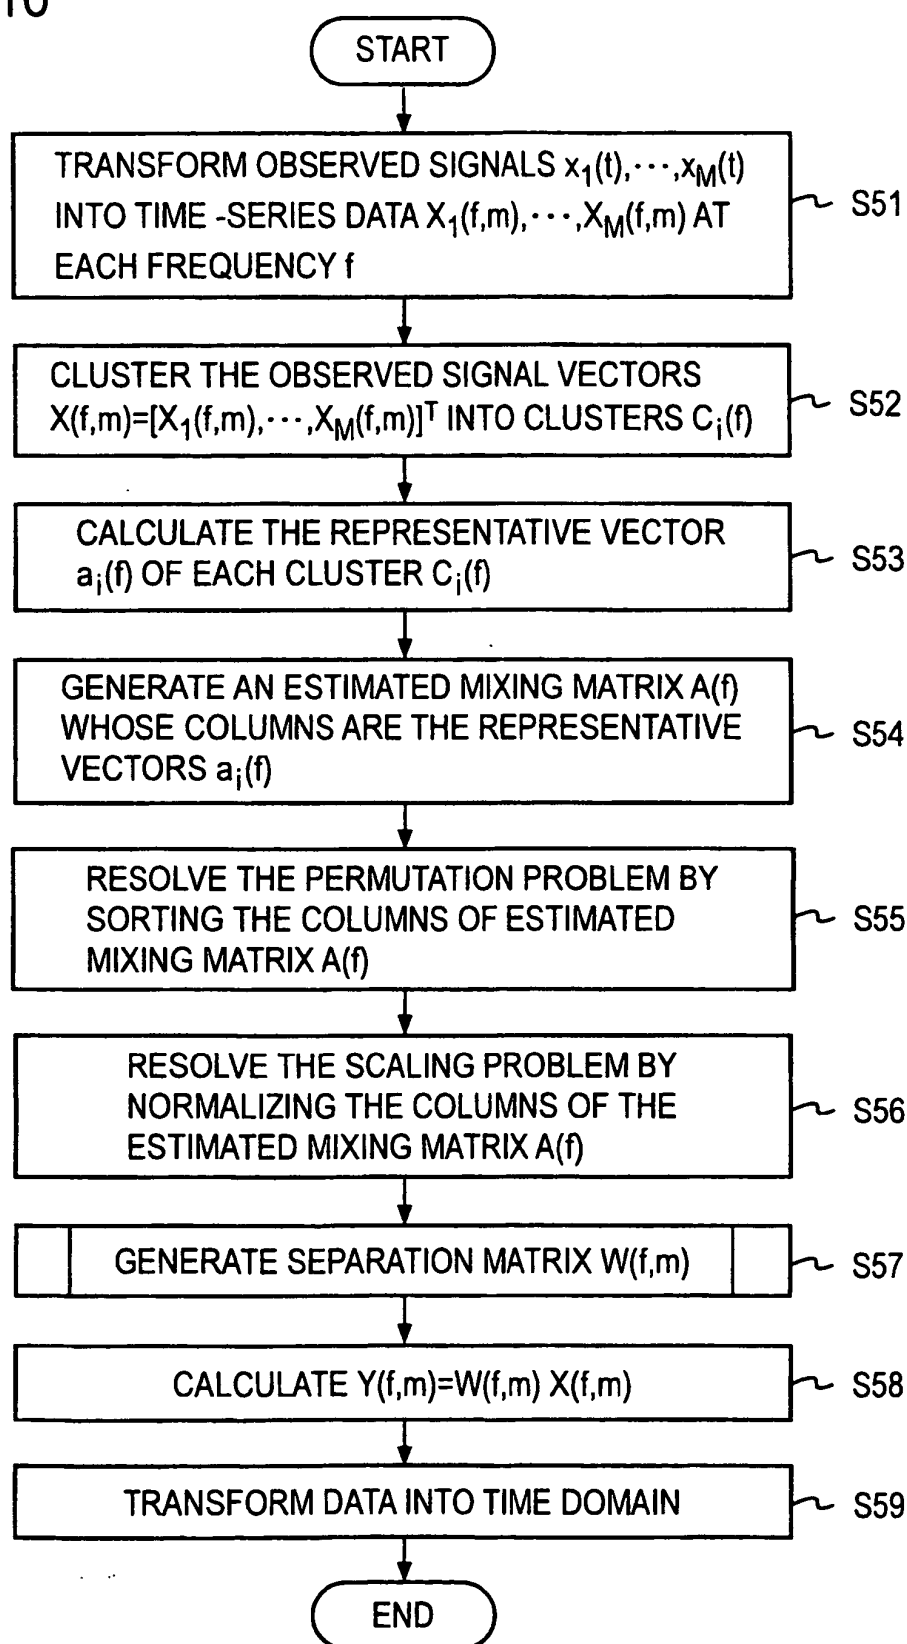 START
TRANSFORM OBSERVED SIGNALS x₁(t),⋯,x_M(t)
INTO TIME -SERIES DATA X₁(f,m),⋯,X_M(f,m) AT
EACH FREQUENCY f
S51
CLUSTER THE OBSERVED SIGNAL VECTORS
X(f,m)=[X₁(f,m),⋯,X_M(f,m)]ᵀ INTO CLUSTERS Cᵢ(f)
S52
CALCULATE THE REPRESENTATIVE VECTOR
aᵢ(f) OF EACH CLUSTER Cᵢ(f)
S53
GENERATE AN ESTIMATED MIXING MATRIX A(f)
WHOSE COLUMNS ARE THE REPRESENTATIVE
VECTORS aᵢ(f)
S54
RESOLVE THE PERMUTATION PROBLEM BY
SORTING THE COLUMNS OF ESTIMATED
MIXING MATRIX A(f)
S55
RESOLVE THE SCALING PROBLEM BY
NORMALIZING THE COLUMNS OF THE
ESTIMATED MIXING MATRIX A(f)
S56
GENERATE SEPARATION MATRIX W(f,m)
S57
CALCULATE Y(f,m)=W(f,m) X(f,m)
S58
TRANSFORM DATA INTO TIME DOMAIN
S59
END